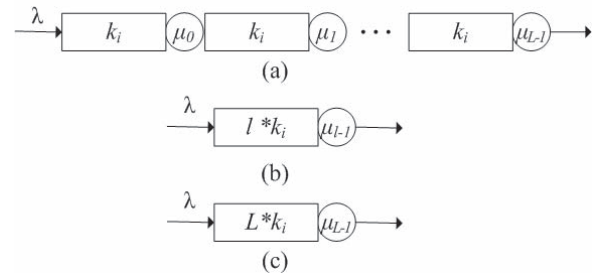 λ k_i μ_0 k_i μ_1 ··· k_i μ_{L-1}
(a)
λ l *k_i μ_{l-1}
(b)
λ L*k_i μ_{L-1}
(c)